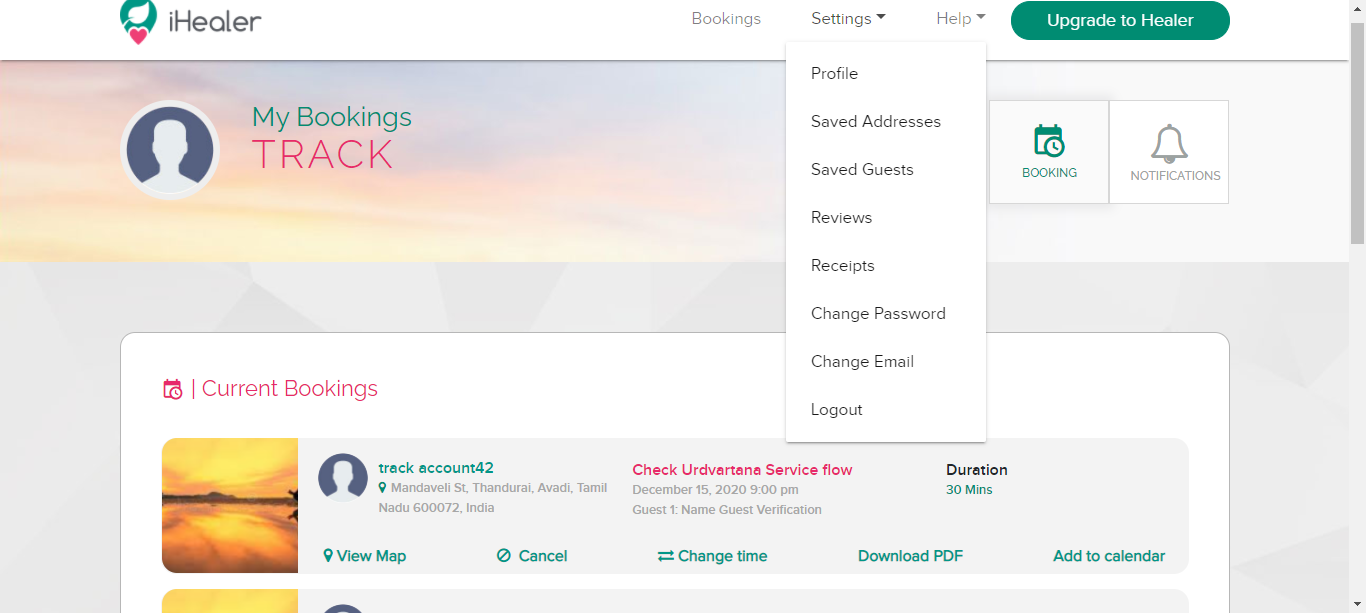 iHealer
Bookings
Settings
Help
Upgrade to Healer
Profile
Saved Addresses
Saved Guests
Reviews
Receipts
Change Password
Change Email
Logout
My Bookings
TRACK
BOOKING
NOTIFICATIONS
| Current Bookings
track account42
Mandaveli St, Thandurai, Avadi, Tamil
Nadu 600072, India
Check Urdvartana Service flow
December 15, 2020 9:00 pm
Guest 1: Name Guest Verification
Duration
30 Mins
View Map
Cancel
Change time
Download PDF
Add to calendar